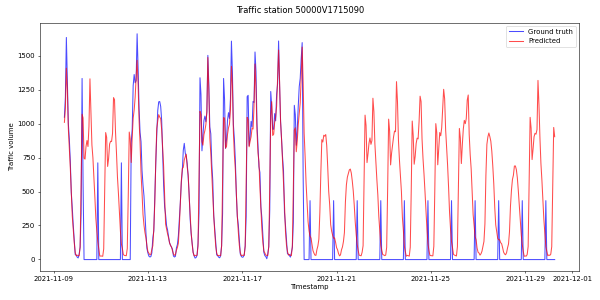 Traffic station 50000V1715090
Ground truth
Predicted
Traffic volume
1500
1250
1000
750
500
250
0
2021-11-09
2021-11-13
2021-11-17
2021-11-21
2021-11-25
2021-11-29
2021-12-01
Timestamp